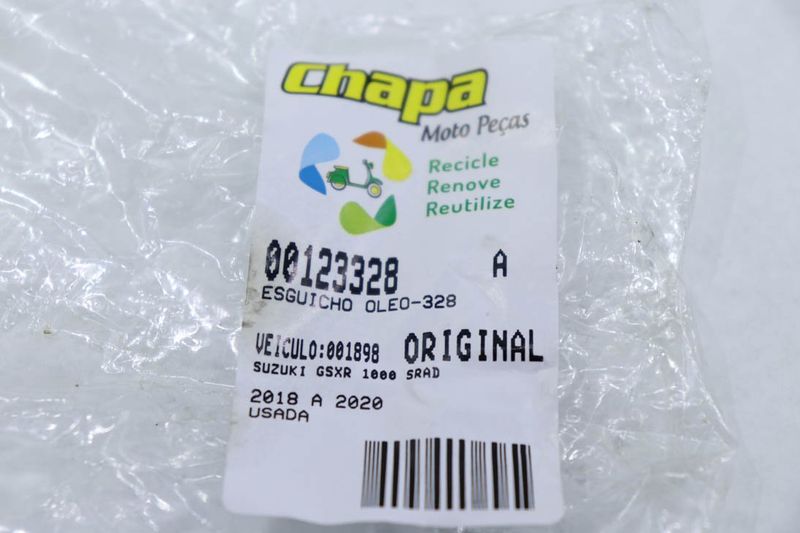 Chapa
Moto Peças
Recicle
Renove
Reutilize
00123328 A
ESGUICHO OLEO-328
VEICULO:001898 ORIGINAL
SUZUKI GSXR 1000 SRAD
2018 A 2020
USADA